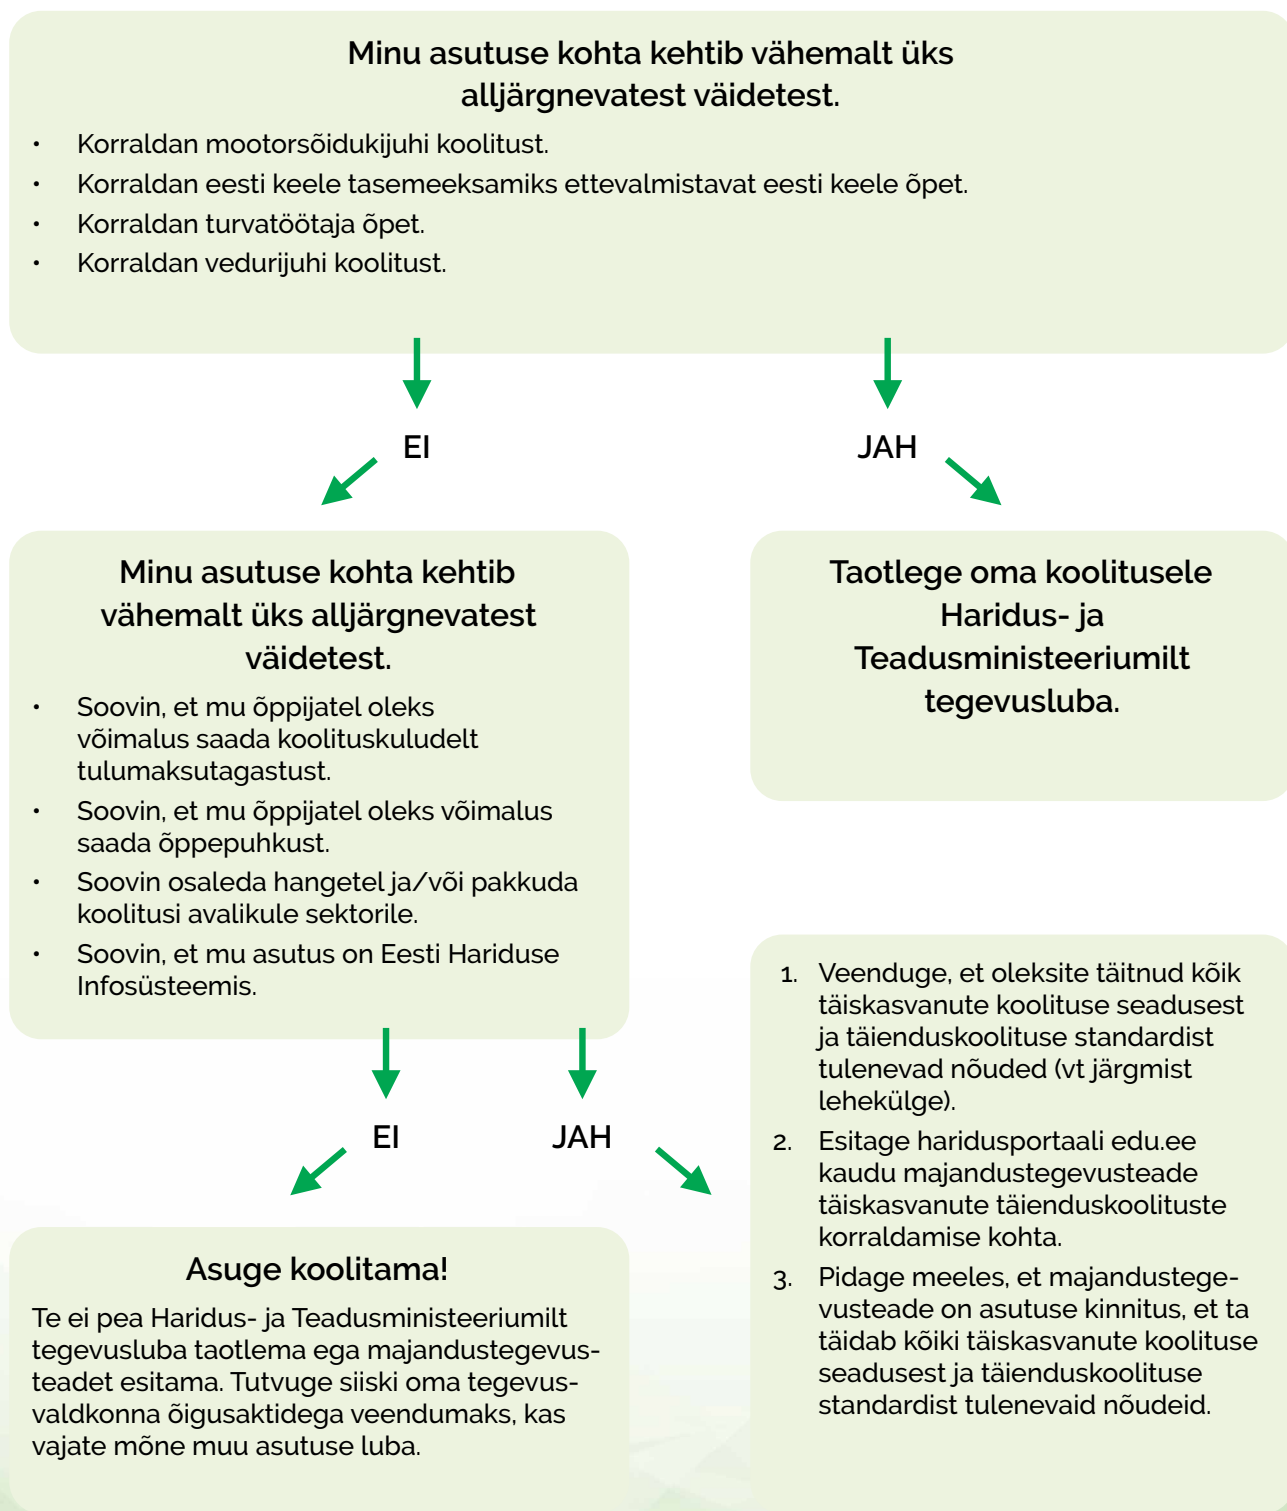 Minu asutuse kohta kehtib vähemalt üks
alljärgnevatest väidetest.
• Korraldan mootorsõidukijuhi koolitust.
• Korraldan eesti keele tasemeeksamiks ettevalmistavat eesti keele õpet.
• Korraldan turvatöötaja õpet.
• Korraldan vedurijuhi koolitust.
EI
JAH
Minu asutuse kohta kehtib
vähemalt üks alljärgnevatest
väidetest.
• Soovin, et mu õppijatel oleks
võimalus saada koolituskuludelt
tulumaksutagastust.
• Soovin, et mu õppijatel oleks võimalus
saada õppepuhkust.
• Soovin osaleda hangetel ja/või pakkuda
koolitusi avalikule sektorile.
• Soovin, et mu asutus on Eesti Hariduse
Infosüsteemis.
Taotlege oma koolitusele
Haridus- ja
Teadusministeeriumilt
tegevusluba.
EI
JAH
Asuge koolitama!
Te ei pea Haridus- ja Teadusministeeriumilt
tegevusluba taotlema ega majandustegevus-
teadet esitama. Tutvuge siiski oma tegevus-
valdkonna õigusaktidega veendumaks, kas
vajate mõne muu asutuse luba.
1. Veenduge, et oleksite täitnud kõik
täiskasvanute koolituse seadusest
ja täienduskoolituse standardist
tulenevad nõuded (vt järgmist
lehekülge).
2. Esitage haridusportaali edu.ee
kaudu majandustegevusteade
täiskasvanute täienduskoolituste
korraldamise kohta.
3. Pidage meeles, et majandustege-
vusteade on asutuse kinnitus, et ta
täidab kõiki täiskasvanute koolituse
seadusest ja täienduskoolituse
standardist tulenevaid nõudeid.